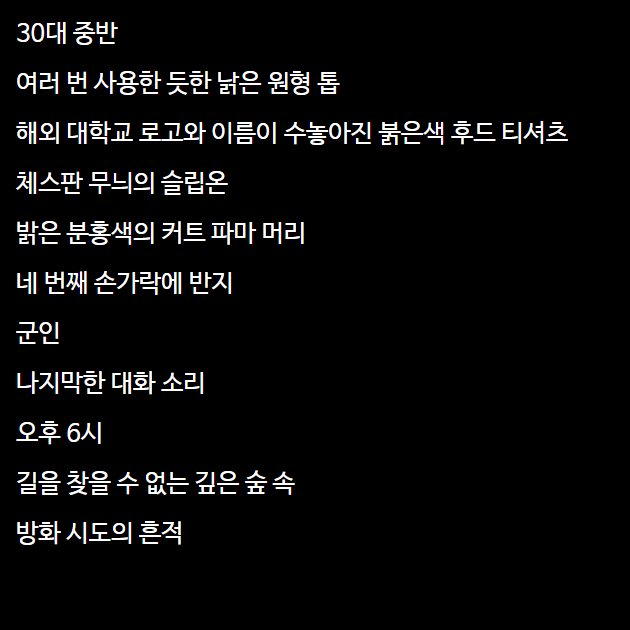 30대 중반
여러 번 사용한 듯한 낡은 원형 톱
해외 대학교 로고와 이름이 수놓아진 붉은색 후드 티셔츠
체스판 무늬의 슬립온
밝은 분홍색의 커트 파마 머리
네 번째 손가락에 반지
군인
나지막한 대화 소리
오후 6시
길을 찾을 수 없는 깊은 숲 속
방화 시도의 흔적